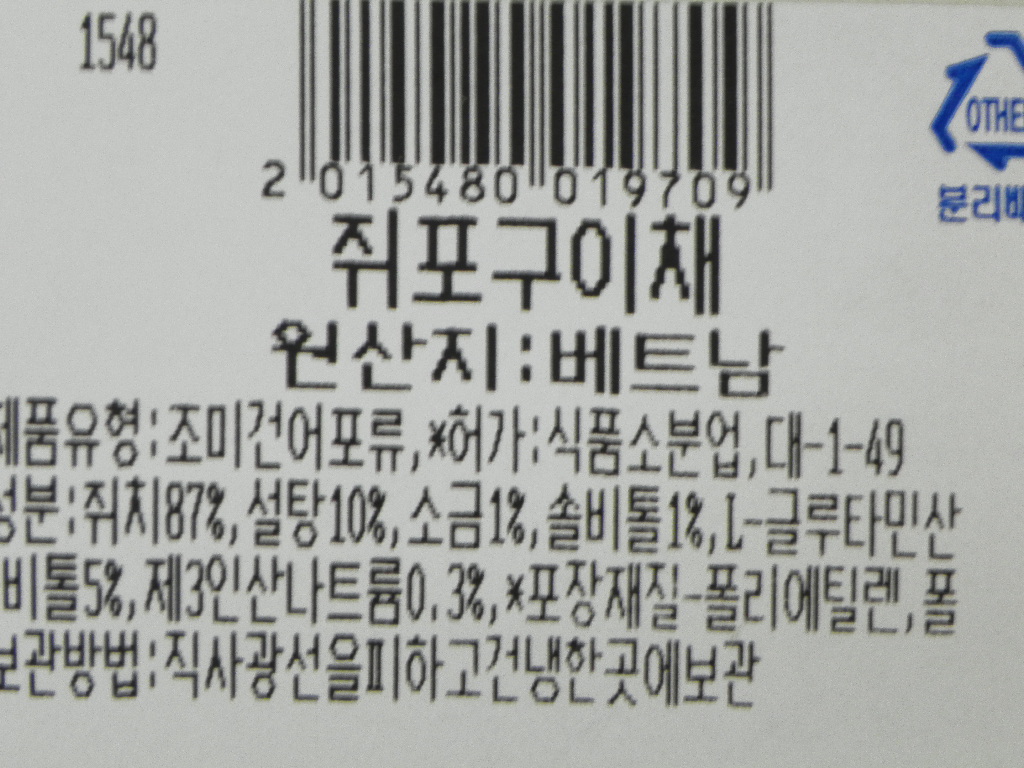 1548
OTHE
2 015480 019709
분리배
쥐포구이채
원산지:베트남
제품유형:조미건어포류,*허가:식품소분업,대-1-49
성분:쥐치87%,설탕10%,소금1%,솔비톨1%,L-글루타민산
비톨5%,제3인산나트륨0.3%,*포장재질-폴리에틸렌,폴
보관방법:직사광선을피하고건냉한곳에보관